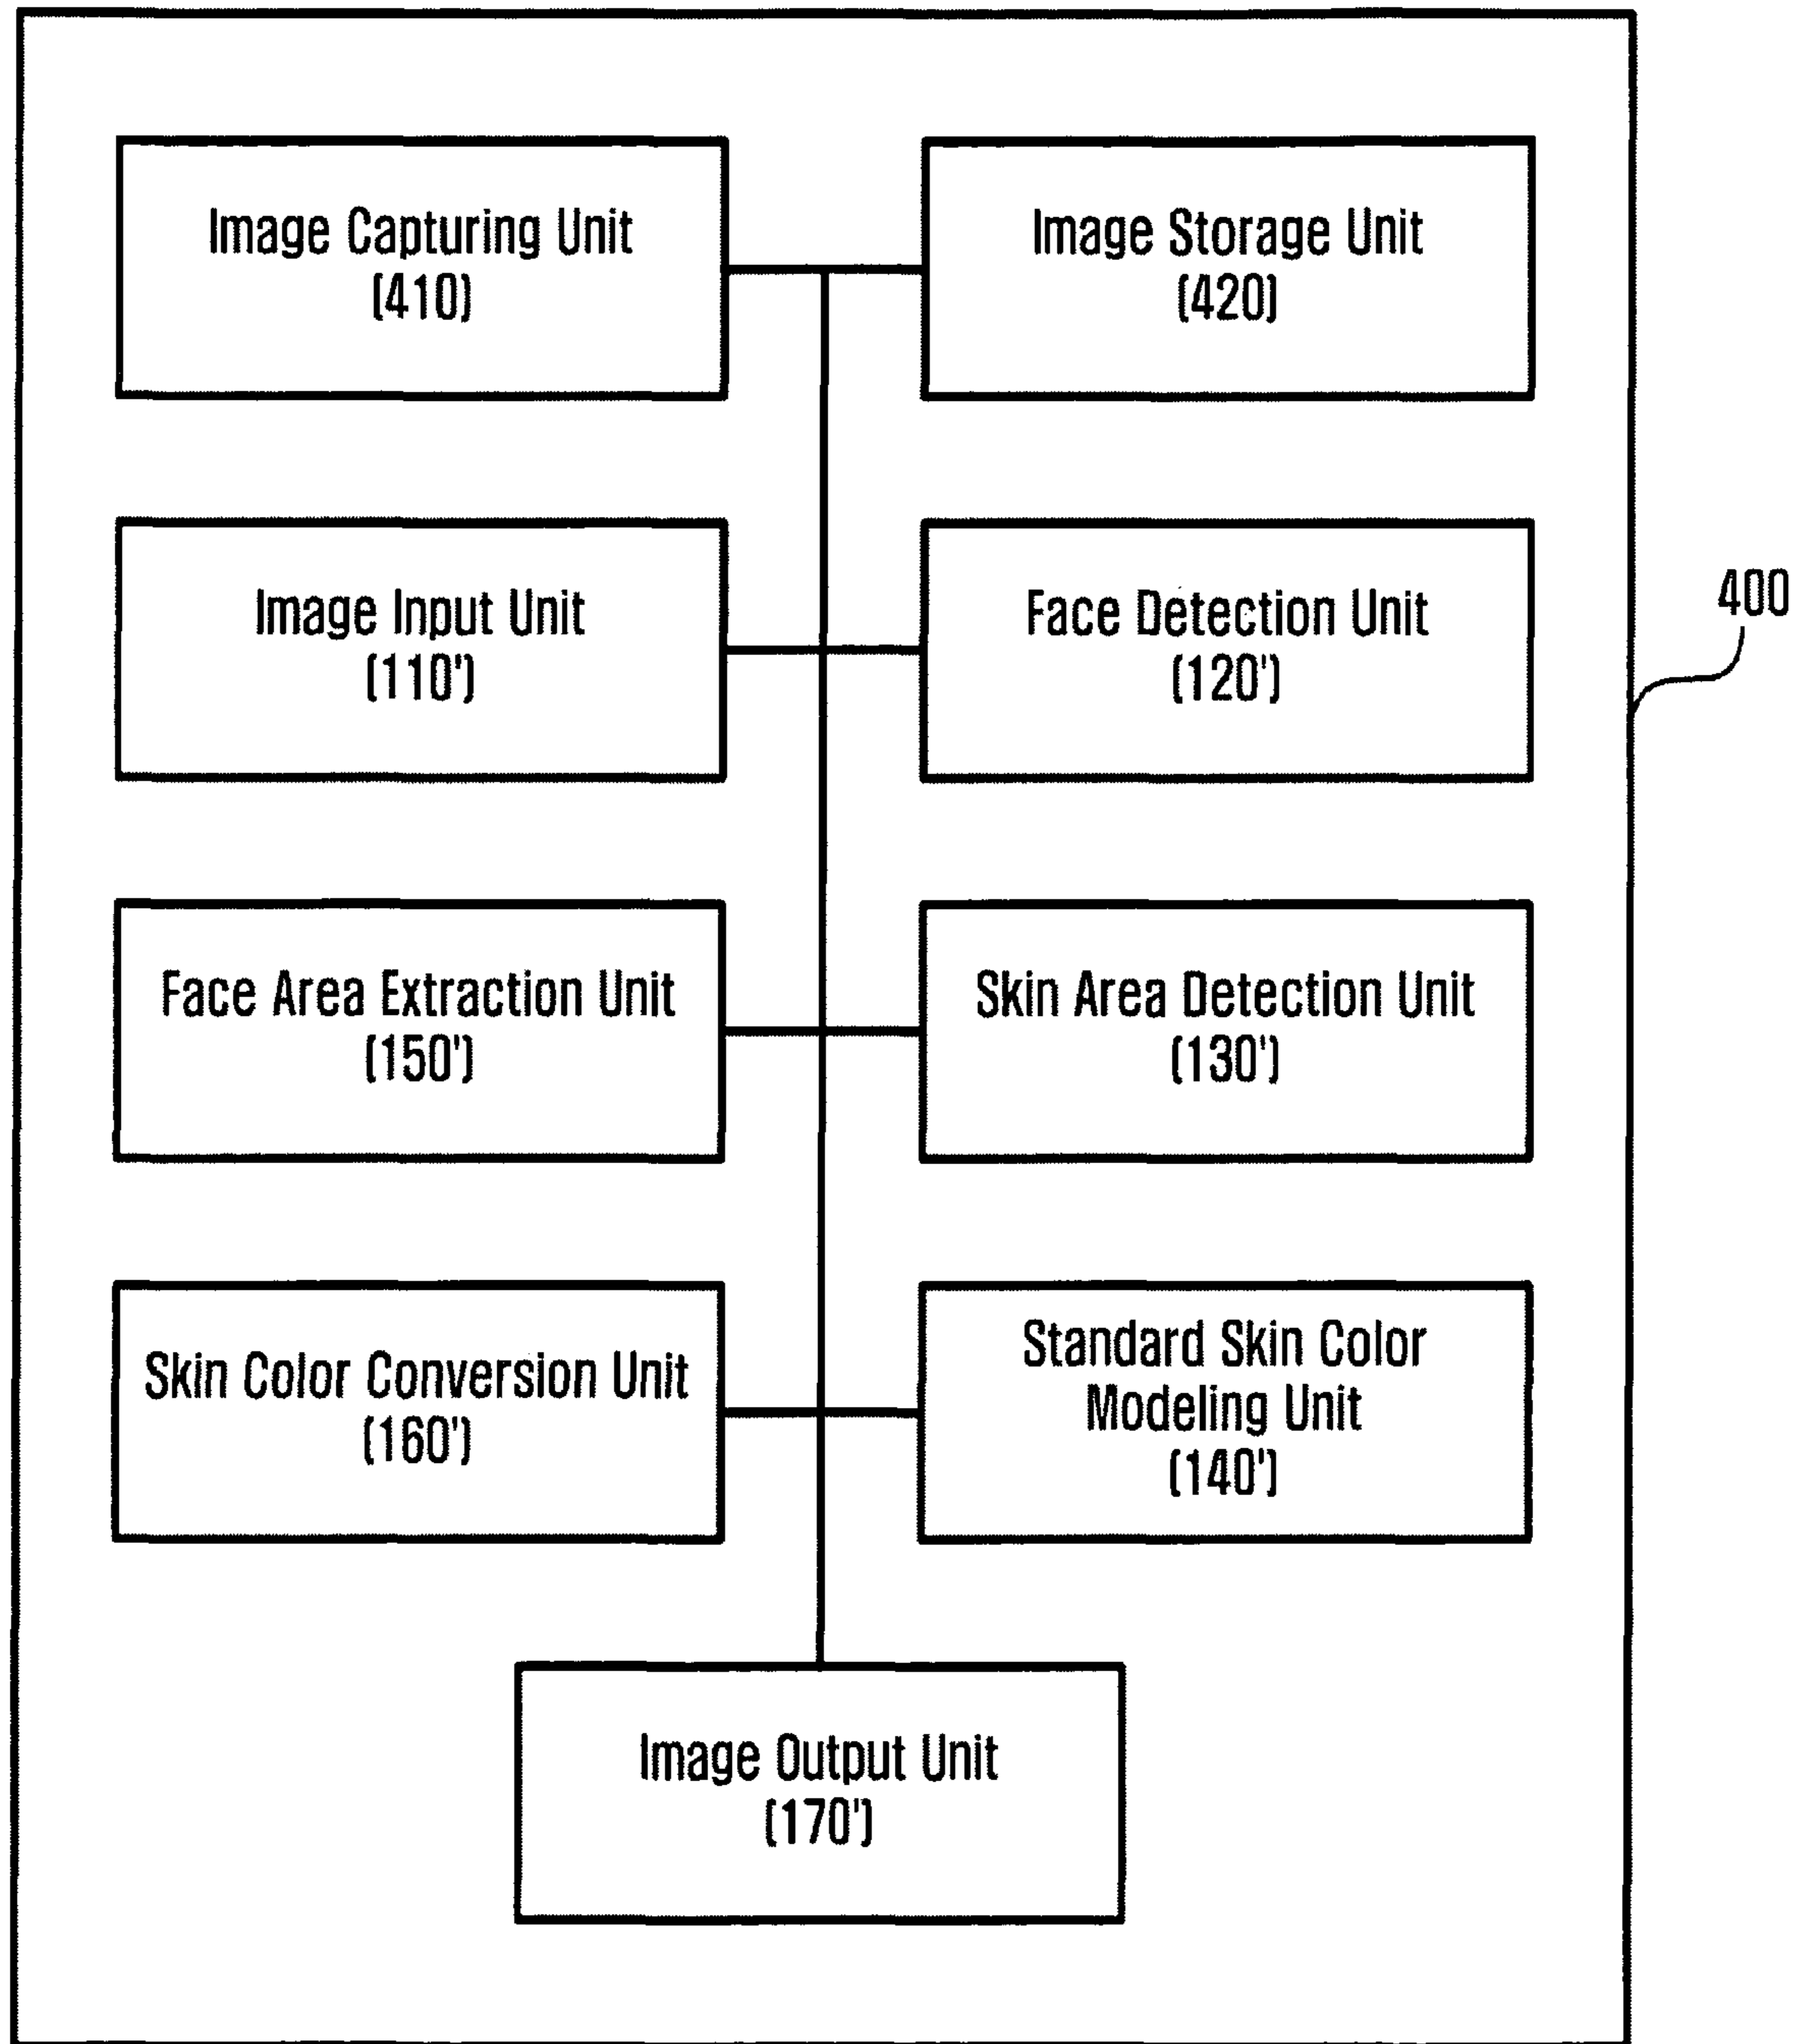 Image Capturing Unit
(410)
Image Storage Unit
(420)
Image Input Unit
(110')
Face Detection Unit
(120')
400
Face Area Extraction Unit
(150')
Skin Area Detection Unit
(130')
Skin Color Conversion Unit
(160')
Standard Skin Color
Modeling Unit
(140')
Image Output Unit
(170')